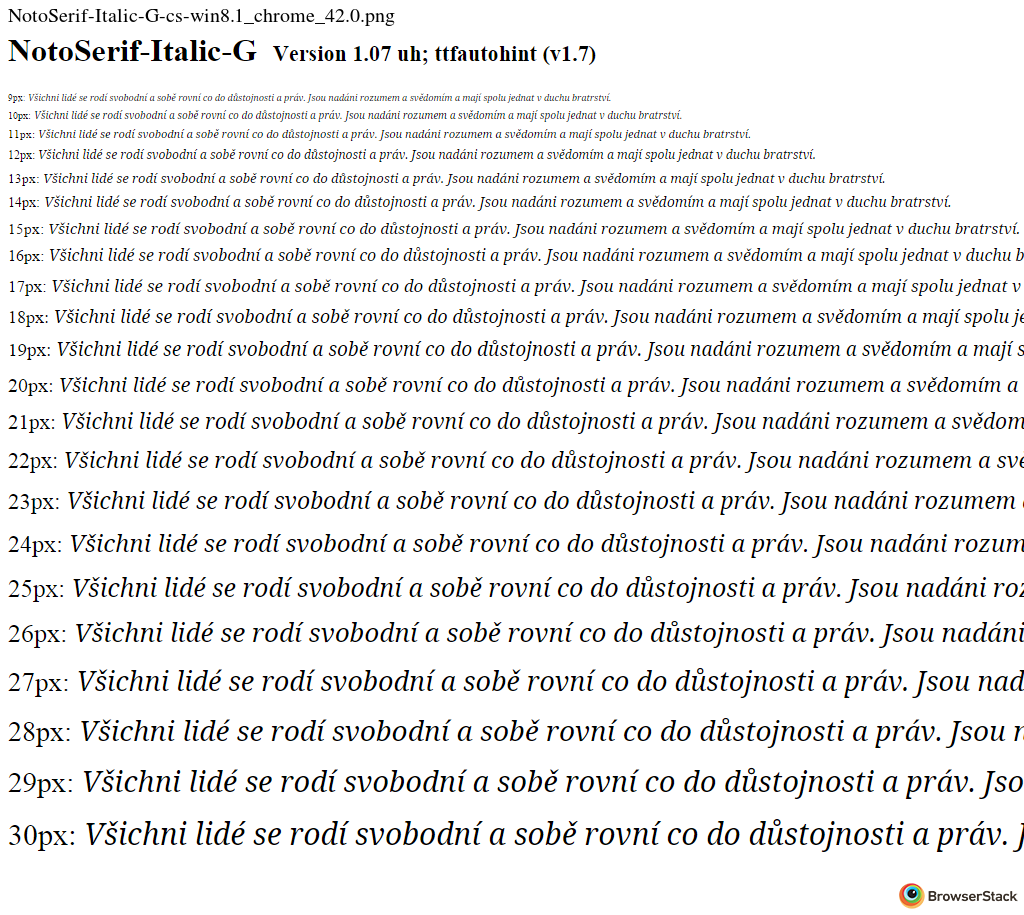 NotoSerif-Italic-G-cs-win8.1_chrome_42.0.png
NotoSerif-Italic-G Version 1.07 uh; ttfautohint (v1.7)
9px: Všichni lidé se rodí svobodní a sobě rovní co do důstojnosti a práv. Jsou nadáni rozumem a svědomím a mají spolu jednat v duchu bratrství.
10px: Všichni lidé se rodí svobodní a sobě rovní co do důstojnosti a práv. Jsou nadáni rozumem a svědomím a mají spolu jednat v duchu bratrství.
11px: Všichni lidé se rodí svobodní a sobě rovní co do důstojnosti a práv. Jsou nadáni rozumem a svědomím a mají spolu jednat v duchu bratrství.
12px: Všichni lidé se rodí svobodní a sobě rovní co do důstojnosti a práv. Jsou nadáni rozumem a svědomím a mají spolu jednat v duchu bratrství.
13px: Všichni lidé se rodí svobodní a sobě rovní co do důstojnosti a práv. Jsou nadáni rozumem a svědomím a mají spolu jednat v duchu bratrství.
14px: Všichni lidé se rodí svobodní a sobě rovní co do důstojnosti a práv. Jsou nadáni rozumem a svědomím a mají spolu jednat v duchu bratrství.
15px: Všichni lidé se rodí svobodní a sobě rovní co do důstojnosti a práv. Jsou nadáni rozumem a svědomím a mají spolu jednat v duchu bratrství.
16px: Všichni lidé se rodí svobodní a sobě rovní co do důstojnosti a práv. Jsou nadáni rozumem a svědomím a mají spolu jednat v duchu b
17px: Všichni lidé se rodí svobodní a sobě rovní co do důstojnosti a práv. Jsou nadáni rozumem a svědomím a mají spolu jednat v
18px: Všichni lidé se rodí svobodní a sobě rovní co do důstojnosti a práv. Jsou nadáni rozumem a svědomím a mají spolu je
19px: Všichni lidé se rodí svobodní a sobě rovní co do důstojnosti a práv. Jsou nadáni rozumem a svědomím a mají s
20px: Všichni lidé se rodí svobodní a sobě rovní co do důstojnosti a práv. Jsou nadáni rozumem a svědomím a
21px: Všichni lidé se rodí svobodní a sobě rovní co do důstojnosti a práv. Jsou nadáni rozumem a svědom
22px: Všichni lidé se rodí svobodní a sobě rovní co do důstojnosti a práv. Jsou nadáni rozumem a svě
23px: Všichni lidé se rodí svobodní a sobě rovní co do důstojnosti a práv. Jsou nadáni rozumem
24px: Všichni lidé se rodí svobodní a sobě rovní co do důstojnosti a práv. Jsou nadáni rozum
25px: Všichni lidé se rodí svobodní a sobě rovní co do důstojnosti a práv. Jsou nadáni roz
26px: Všichni lidé se rodí svobodní a sobě rovní co do důstojnosti a práv. Jsou nadáni
27px: Všichni lidé se rodí svobodní a sobě rovní co do důstojnosti a práv. Jsou nad
28px: Všichni lidé se rodí svobodní a sobě rovní co do důstojnosti a práv. Jsou n
29px: Všichni lidé se rodí svobodní a sobě rovní co do důstojnosti a práv. Jso
30px: Všichni lidé se rodí svobodní a sobě rovní co do důstojnosti a práv. J
BrowserStack